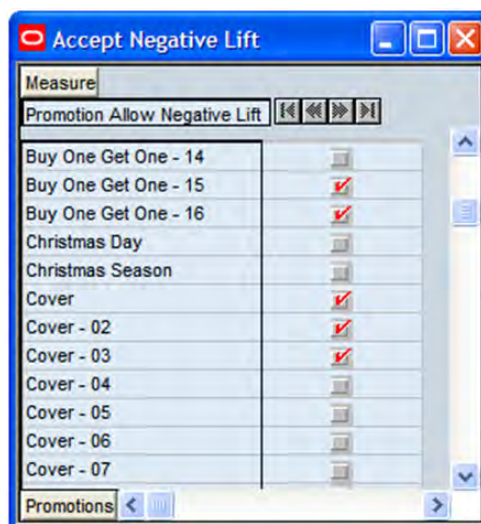 Accept Negative Lift
Measure
Promotion Allow Negative Lift
Buy One Get One - 14
Buy One Get One - 15
Buy One Get One - 16
Christmas Day
Christmas Season
Cover
Cover - 02
Cover - 03
Cover - 04
Cover - 05
Cover - 06
Cover - 07
Promotions